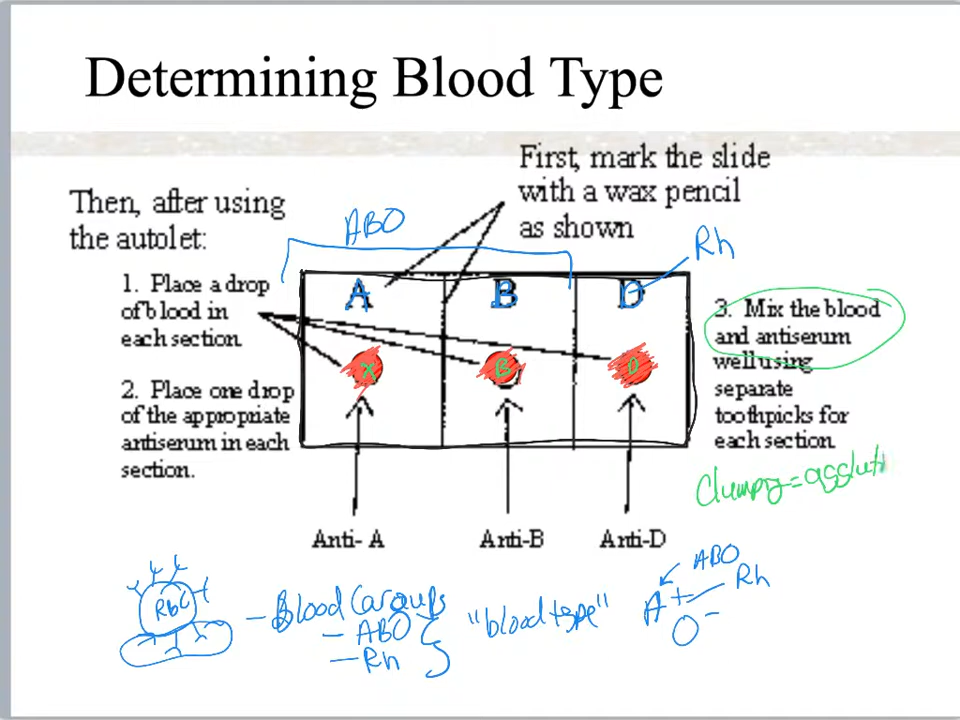 Determining Blood Type
First, mark the slide
with a wax pencil
as shown
Then, after using
the autolet:
ABO
Rh
1. Place a drop
of blood in
each section.
2. Place one drop
of the appropriate
antiserum in each
section.
A B D
X B D
3. Mix the blood
and antiserum
well using
separate
toothpicks for
each section.
Clumping = agglut
Anti- A Anti-B Anti-D
RBC
- Blood groups
- ABO
- Rh
"blood type"
ABO
A + Rh
O -